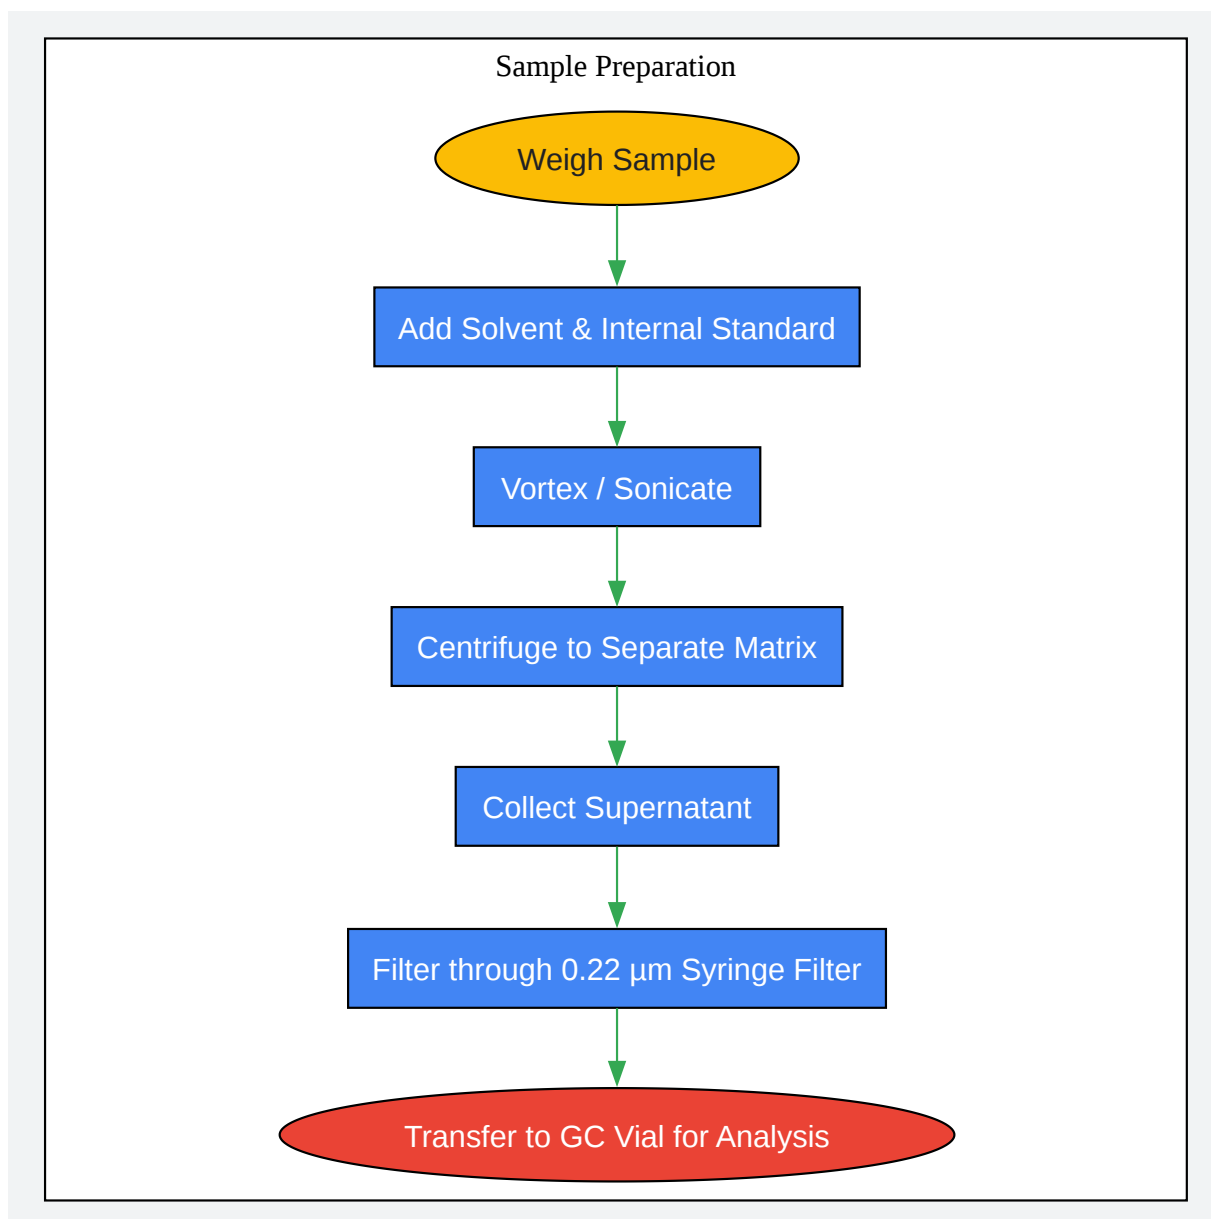 Sample Preparation
Weigh Sample
Add Solvent & Internal Standard
Vortex / Sonicate
Centrifuge to Separate Matrix
Collect Supernatant
Filter through 0.22 µm Syringe Filter
Transfer to GC Vial for Analysis